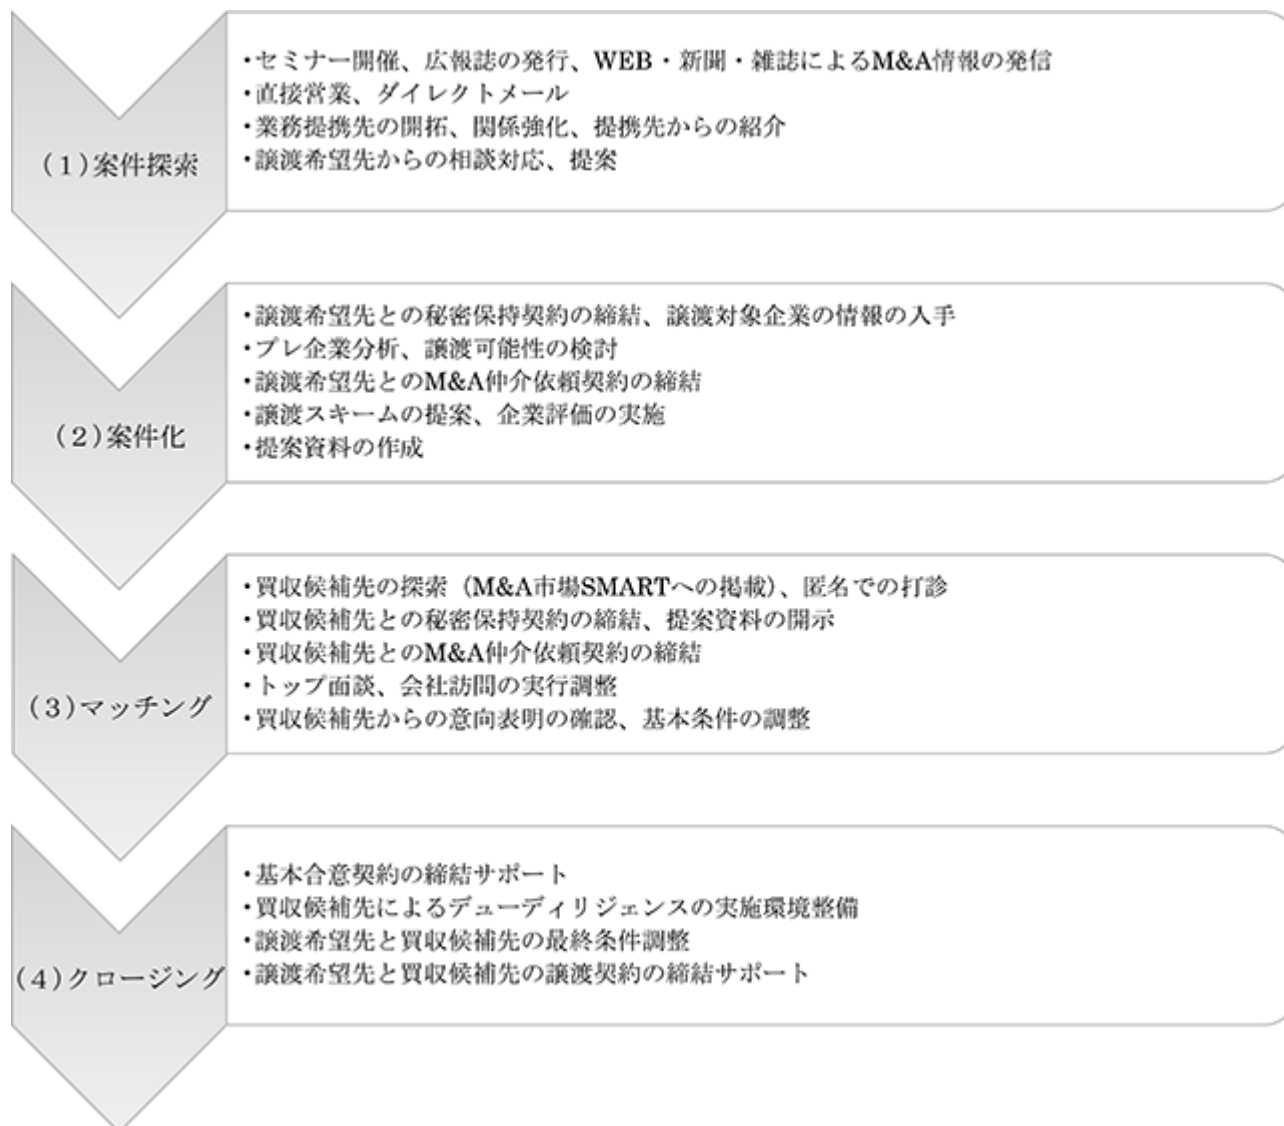 (1)案件探索
・セミナー開催、広報誌の発行、WEB・新聞・雑誌によるM&A情報の発信
・直接営業、ダイレクトメール
・業務提携先の開拓、関係強化、提携先からの紹介
・譲渡希望先からの相談対応、提案
(2)案件化
・譲渡希望先との秘密保持契約の締結、譲渡対象企業の情報の入手
・プレ企業分析、譲渡可能性の検討
・譲渡希望先とのM&A仲介依頼契約の締結
・譲渡スキームの提案、企業評価の実施
・提案資料の作成
(3)マッチング
・買収候補先の探索（M&A市場SMARTへの掲載）、匿名での打診
・買収候補先との秘密保持契約の締結、提案資料の開示
・買収候補先とのM&A仲介依頼契約の締結
・トップ面談、会社訪問の実行調整
・買収候補先からの意向表明の確認、基本条件の調整
(4)クロージング
・基本合意契約の締結サポート
・買収候補先によるデューディリジェンスの実施環境整備
・譲渡希望先と買収候補先の最終条件調整
・譲渡希望先と買収候補先の譲渡契約の締結サポート